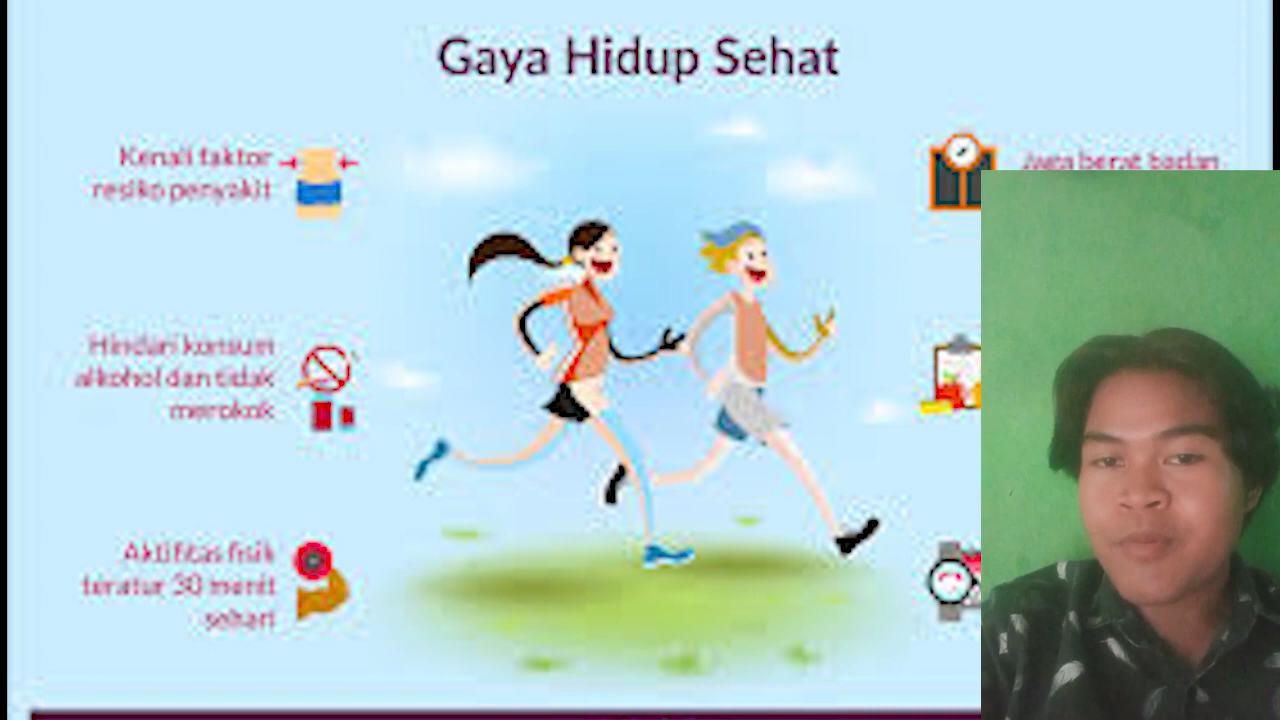 Gaya Hidup Sehat
Kenali faktor
resiko penyakit
Jaga berat badan
Hindari konsum
alkohol dan tidak
merokok
Aktifitas fisik
teratur 30 menit
sehari